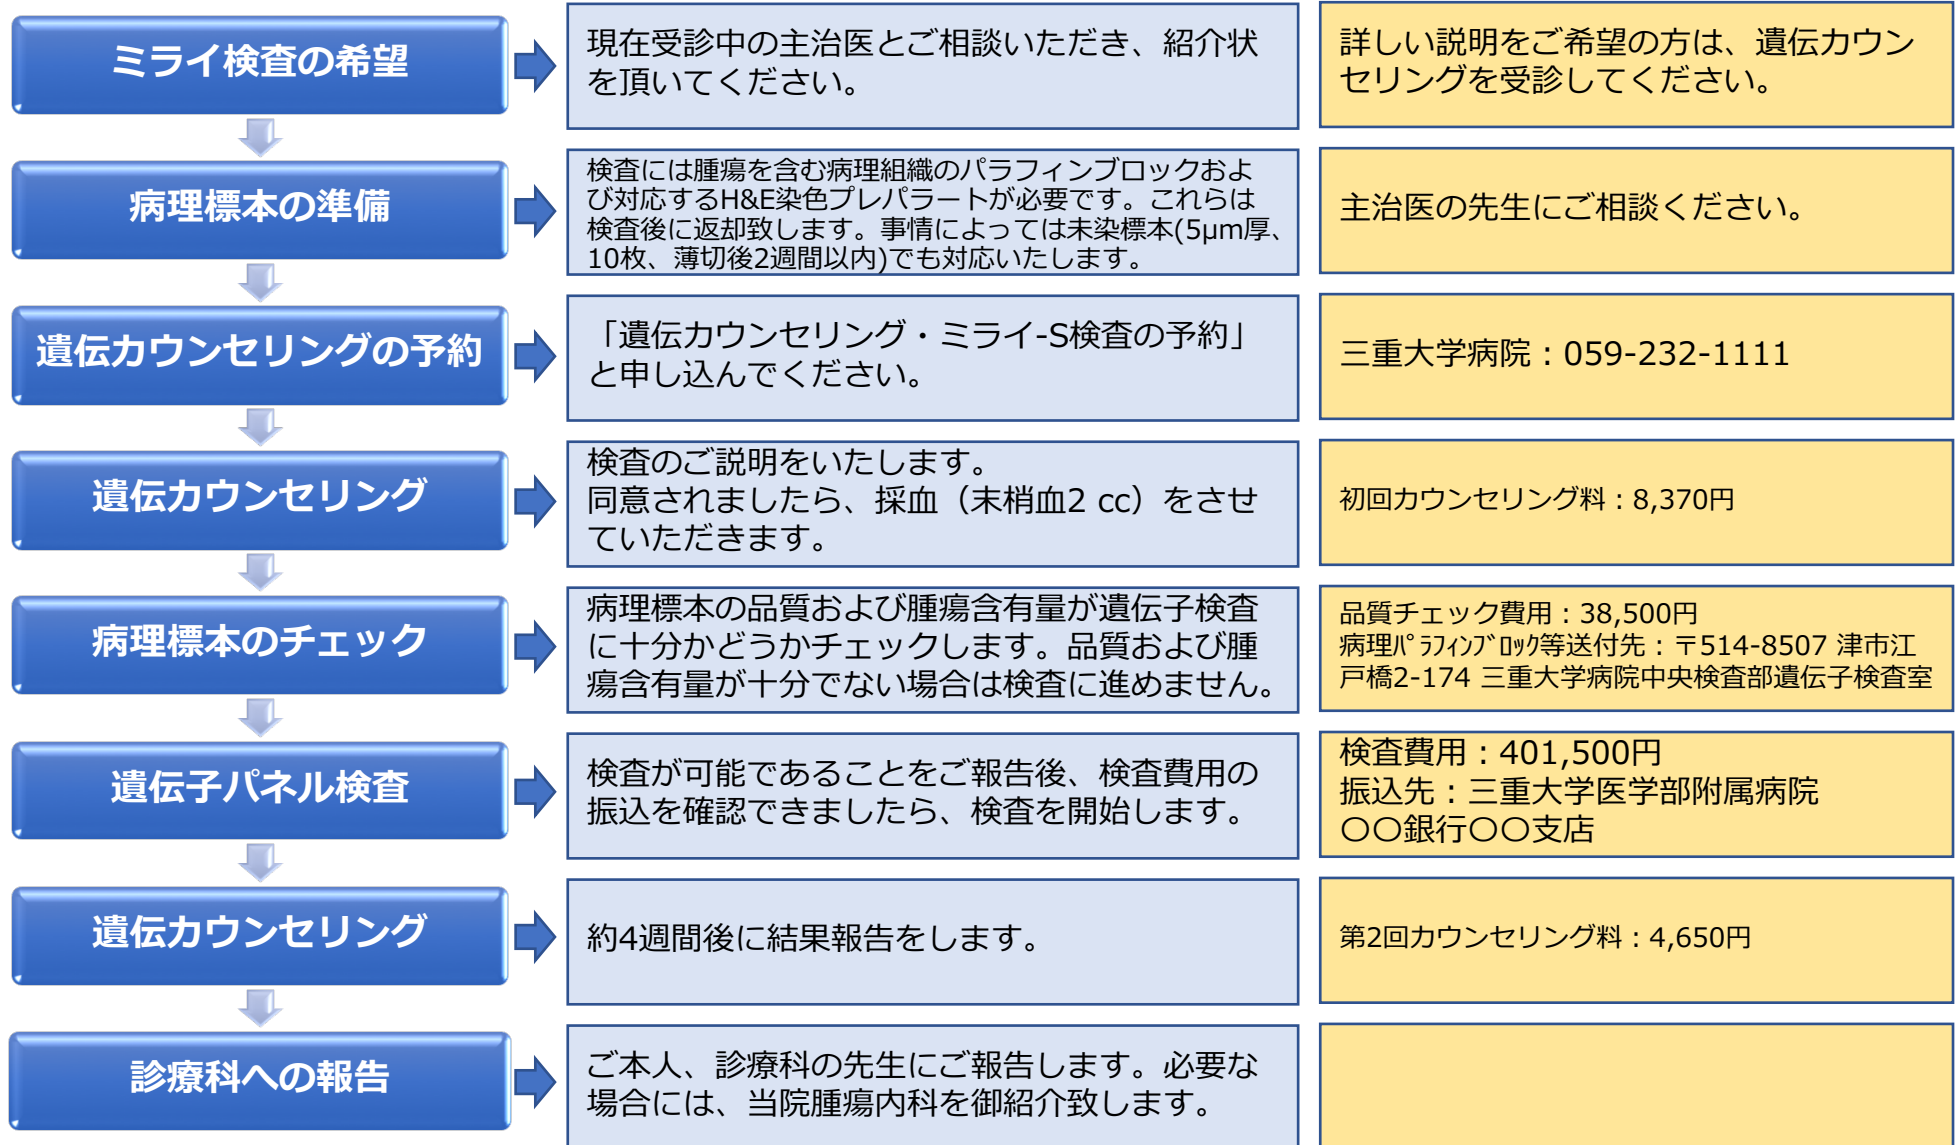 ミライ検査の希望
現在受診中の主治医とご相談いただき、紹介状
を頂いてください。
詳しい説明をご希望の方は、遺伝カウン
セリングを受診してください。
病理標本の準備
検査には腫瘍を含む病理組織のパラフィンブロックおよ
び対応するH&E染色プレパラートが必要です。これらは
検査後に返却致します。事情によっては未染標本(5μm厚、
10枚、薄切後2週間以内)でも対応いたします。
主治医の先生にご相談ください。
遺伝カウンセリングの予約
「遺伝カウンセリング・ミライ-S検査の予約」
と申し込んでください。
三重大学病院：059-232-1111
遺伝カウンセリング
検査のご説明をいたします。
同意されましたら、採血（末梢血2 cc）をさせ
ていただきます。
初回カウンセリング料：8,370円
病理標本のチェック
病理標本の品質および腫瘍含有量が遺伝子検査
に十分かどうかチェックします。品質および腫
瘍含有量が十分でない場合は検査に進めません。
品質チェック費用：38,500円
病理ﾊﾟﾗﾌｨﾝﾌﾞﾛｯｸ等送付先：〒514-8507 津市江
戸橋2-174 三重大学病院中央検査部遺伝子検査室
遺伝子パネル検査
検査が可能であることをご報告後、検査費用の
振込を確認できましたら、検査を開始します。
検査費用：401,500円
振込先：三重大学医学部附属病院
〇〇銀行〇〇支店
遺伝カウンセリング
約4週間後に結果報告をします。
第2回カウンセリング料：4,650円
診療科への報告
ご本人、診療科の先生にご報告します。必要な
場合には、当院腫瘍内科を御紹介致します。